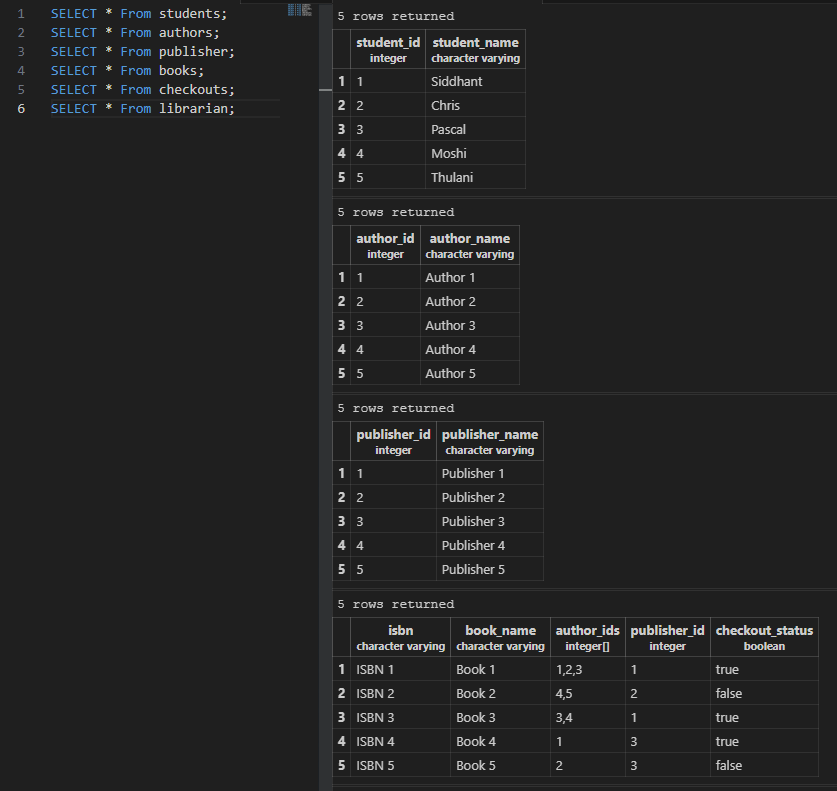 1 SELECT * From students;
2 SELECT * From authors;
3 SELECT * From publisher;
4 SELECT * From books;
5 SELECT * From checkouts;
6 SELECT * From librarian;
5 rows returned
student_id student_name
integer character varying
1 1 Siddhant
2 2 Chris
3 3 Pascal
4 4 Moshi
5 5 Thulani
5 rows returned
author_id author_name
integer character varying
1 1 Author 1
2 2 Author 2
3 3 Author 3
4 4 Author 4
5 5 Author 5
5 rows returned
publisher_id publisher_name
integer character varying
1 1 Publisher 1
2 2 Publisher 2
3 3 Publisher 3
4 4 Publisher 4
5 5 Publisher 5
5 rows returned
isbn book_name author_ids publisher_id checkout_status
character varying character varying integer[] integer boolean
1 ISBN 1 Book 1 1,2,3 1 true
2 ISBN 2 Book 2 4,5 2 false
3 ISBN 3 Book 3 3,4 1 true
4 ISBN 4 Book 4 1 3 true
5 ISBN 5 Book 5 2 3 false